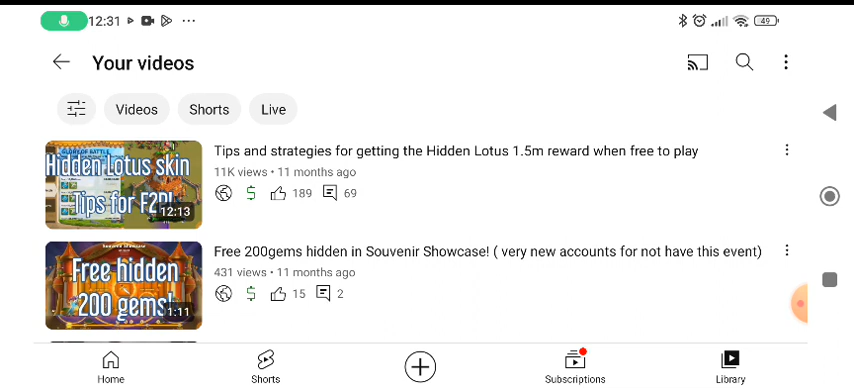 12:31
49
Your videos
Videos
Shorts
Live
Hidden Lotus skin
Tips for F2P!
12:13
Tips and strategies for getting the Hidden Lotus 1.5m reward when free to play
11K views • 11 months ago
189
69
Free hidden
200 gems!
1:11
Free 200gems hidden in Souvenir Showcase! ( very new accounts for not have this event)
431 views • 11 months ago
15
2
Home
Shorts
Subscriptions
Library